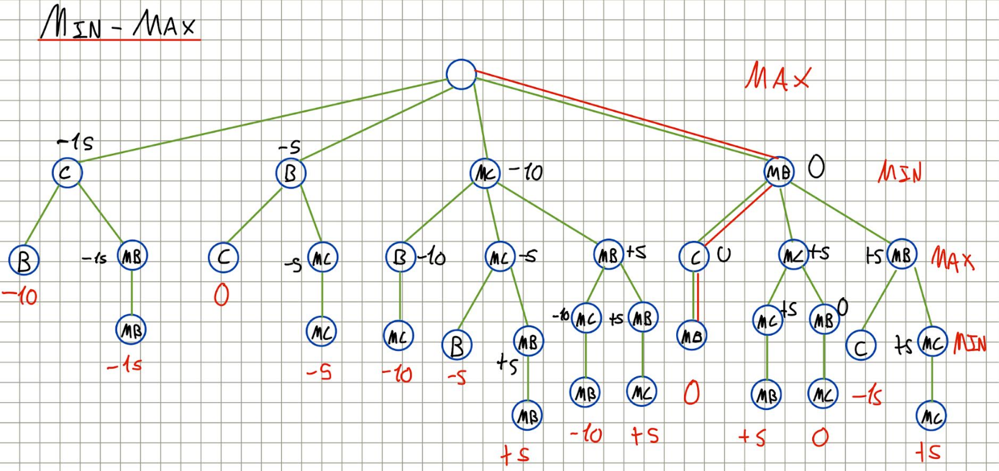 MIN - MAX
MAX
-15 -5
C B MC -10 MB 0 MIN
B -15 MB C -5 MC B -10 MC -5 MB +5 C 0 MC +5 +5 MB MAX
-10 0
-10 MC +5 MB MC +5 MB 0
MB MC MC B MB MB C +5 MC MIN
-15 -5 -10 -5 +5
MB MC 0 MB MC -15
MB MC
-10 +5 +5 0
+5 +5